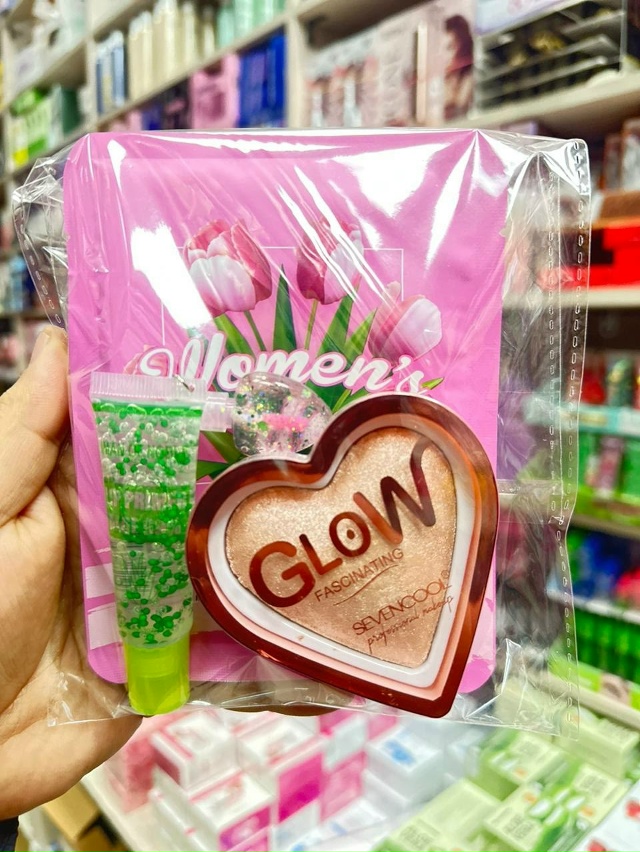 Women's
GLOW
FASCINATING
SEVENCOOL®
professional makeup